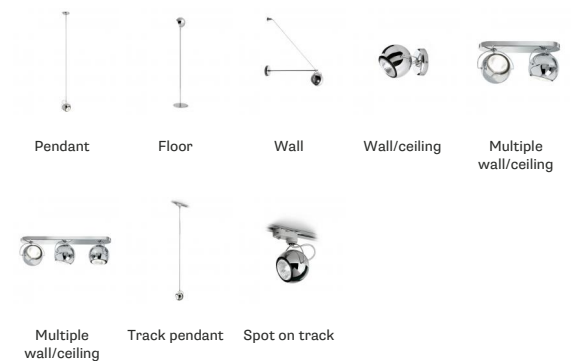 Pendant
Floor
Wall
Wall/ceiling
Multiple
wall/ceiling
Multiple
wall/ceiling
Track pendant
Spot on track